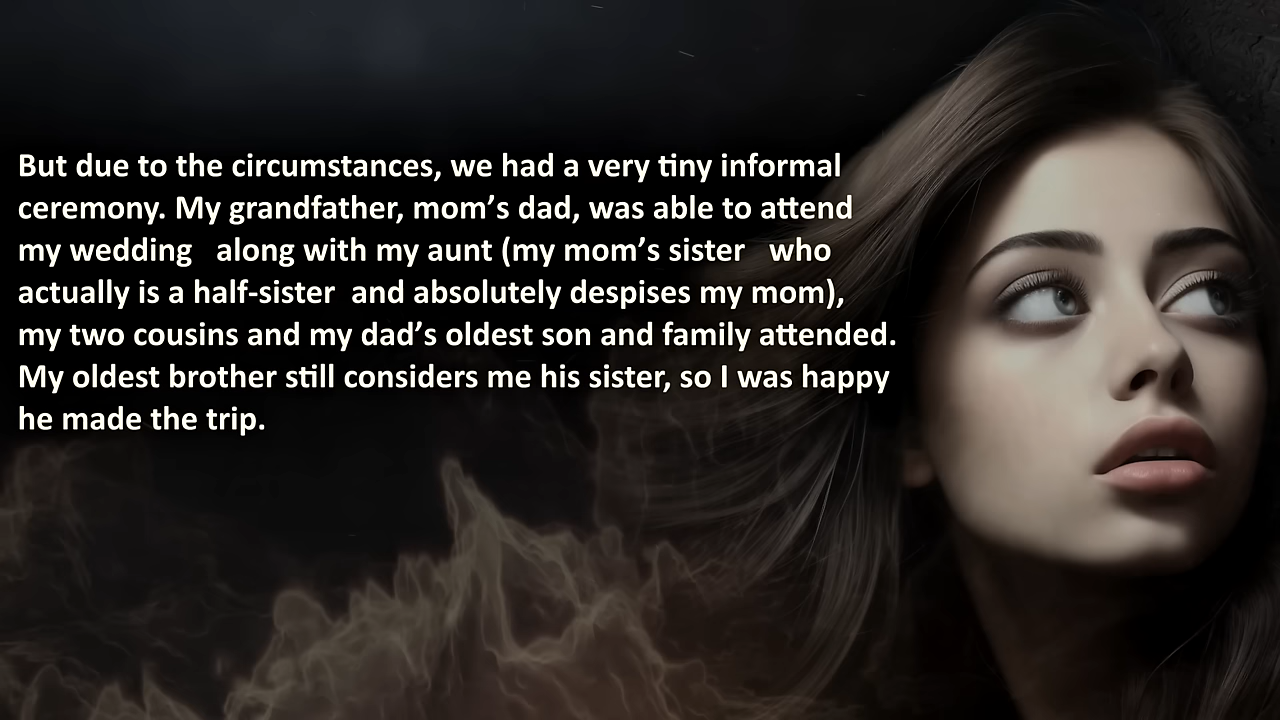 But due to the circumstances, we had a very tiny informal
ceremony. My grandfather, mom’s dad, was able to attend
my wedding   along with my aunt (my mom’s sister   who
actually is a half-sister  and absolutely despises my mom),
my two cousins and my dad’s oldest son and family attended.
My oldest brother still considers me his sister, so I was happy
he made the trip.